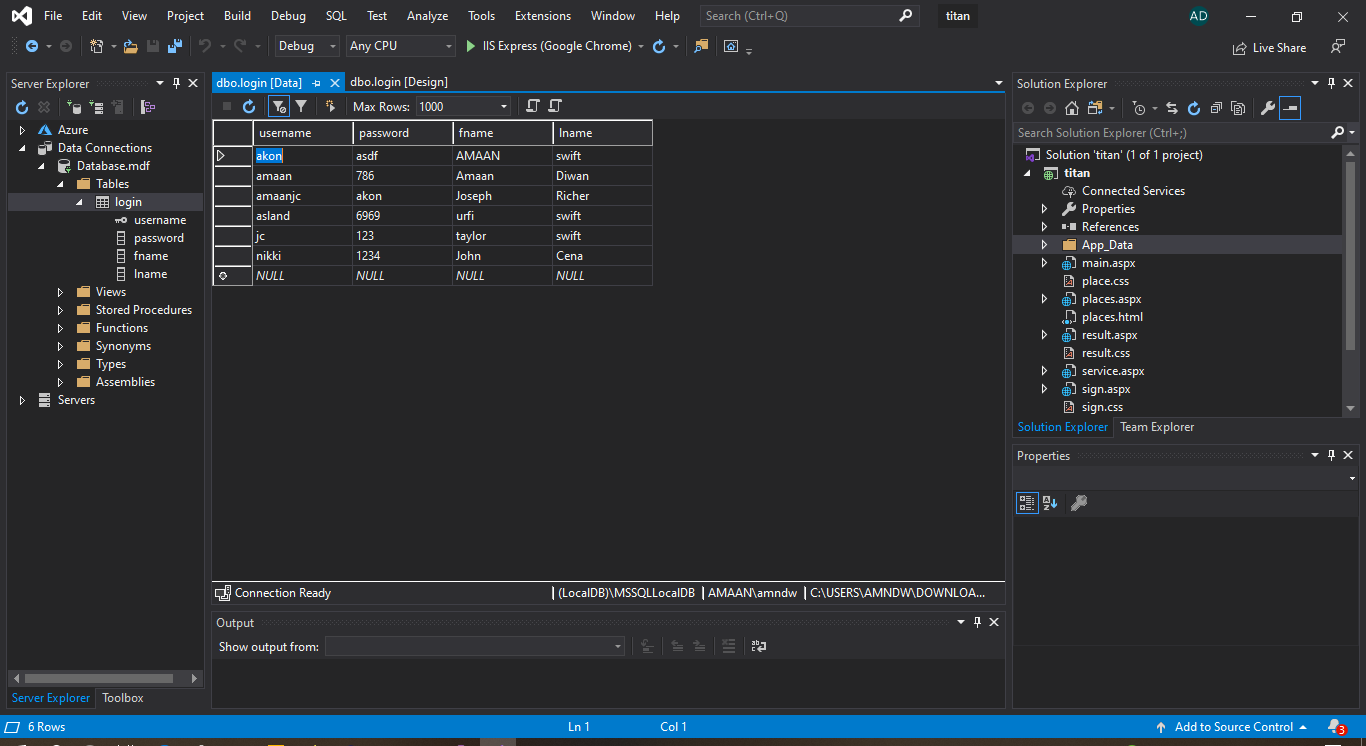 File Edit View Project Build Debug SQL Test Analyze Tools Extensions Window Help Search (Ctrl+Q) titan AD
Debug Any CPU IIS Express (Google Chrome) Live Share
Server Explorer
Azure
Data Connections
Database.mdf
Tables
login
username
password
fname
lname
Views
Stored Procedures
Functions
Synonyms
Types
Assemblies
Servers
Server Explorer Toolbox
dbo.login [Data] dbo.login [Design]
Max Rows: 1000
username password fname lname
akon asdf AMAAN swift
amaan 786 Amaan Diwan
amaanjc akon Joseph Richer
asland 6969 urfi swift
jc 123 taylor swift
nikki 1234 John Cena
NULL NULL NULL NULL
Connection Ready (LocalDB)\MSSQLLocalDB AMAAN\amndw C:\USERS\AMNDW\DOWNLOA...
Output
Show output from:
Solution Explorer
Search Solution Explorer (Ctrl+;)
Solution 'titan' (1 of 1 project)
titan
Connected Services
Properties
References
App_Data
main.aspx
place.css
places.aspx
places.html
result.aspx
result.css
service.aspx
sign.aspx
sign.css
Solution Explorer Team Explorer
Properties
6 Rows Ln 1 Col 1 Add to Source Control 3